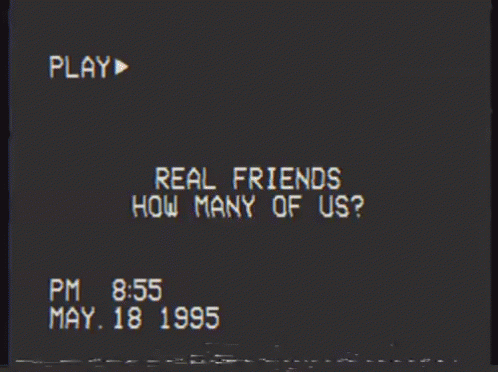 PLAY▶
REAL FRIENDS
HOW MANY OF US?
PM 8:55
MAY. 18 1995